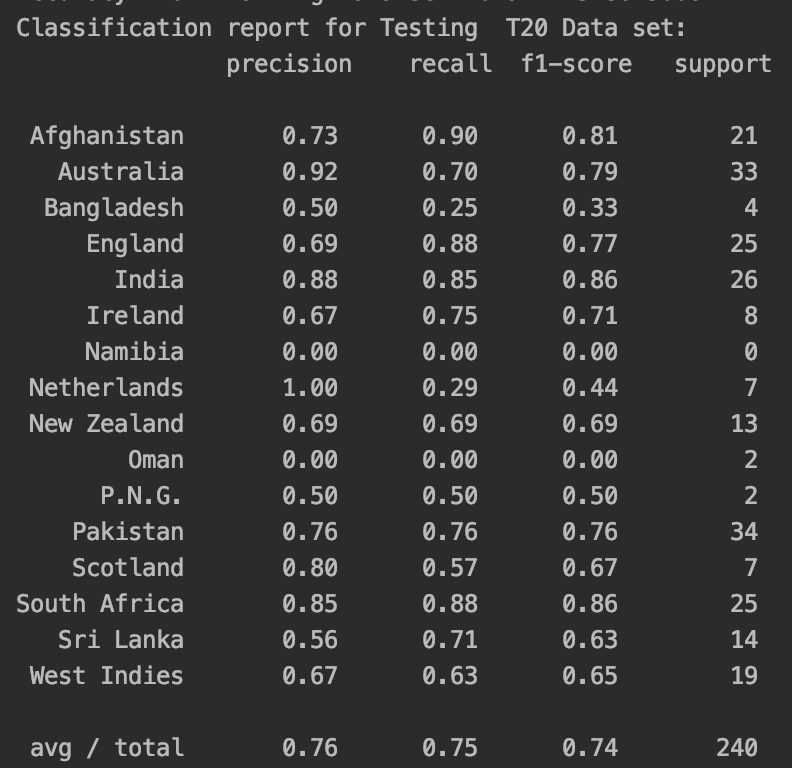 Classification report for Testing  T20 Data set:
precision recall f1-score support
Afghanistan 0.73 0.90 0.81 21
Australia 0.92 0.70 0.79 33
Bangladesh 0.50 0.25 0.33 4
England 0.69 0.88 0.77 25
India 0.88 0.85 0.86 26
Ireland 0.67 0.75 0.71 8
Namibia 0.00 0.00 0.00 0
Netherlands 1.00 0.29 0.44 7
New Zealand 0.69 0.69 0.69 13
Oman 0.00 0.00 0.00 2
P.N.G. 0.50 0.50 0.50 2
Pakistan 0.76 0.76 0.76 34
Scotland 0.80 0.57 0.67 7
South Africa 0.85 0.88 0.86 25
Sri Lanka 0.56 0.71 0.63 14
West Indies 0.67 0.63 0.65 19
avg / total 0.76 0.75 0.74 240